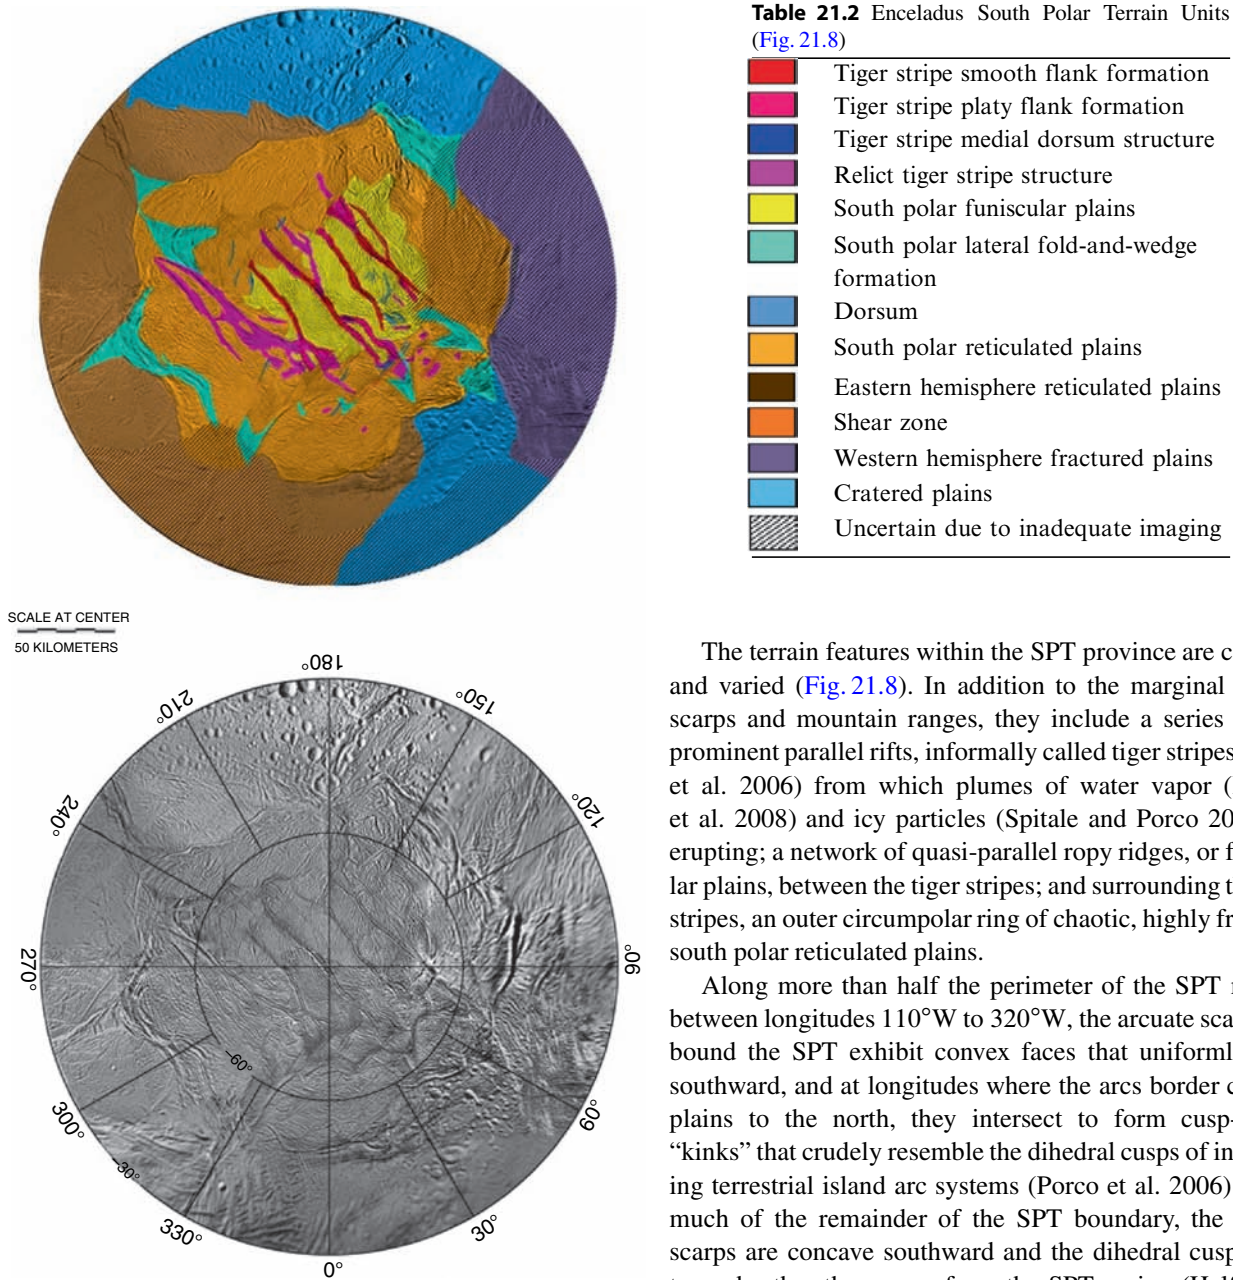 Table 21.2 Enceladus South Polar Terrain Units
(Fig. 21.8)
Tiger stripe smooth flank formation
Tiger stripe platy flank formation
Tiger stripe medial dorsum structure
Relict tiger stripe structure
South polar funiscular plains
South polar lateral fold-and-wedge
formation
Dorsum
South polar reticulated plains
Eastern hemisphere reticulated plains
Shear zone
Western hemisphere fractured plains
Cratered plains
Uncertain due to inadequate imaging
SCALE AT CENTER
50 KILOMETERS
180°
210°
150°
240°
120°
270°
90°
–60°
300°
60°
–30°
330°
30°
0°
The terrain features within the SPT province are c
and varied (Fig. 21.8). In addition to the marginal
scarps and mountain ranges, they include a series
prominent parallel rifts, informally called tiger stripes
et al. 2006) from which plumes of water vapor (
et al. 2008) and icy particles (Spitale and Porco 20
erupting; a network of quasi-parallel ropy ridges, or f
lar plains, between the tiger stripes; and surrounding t
stripes, an outer circumpolar ring of chaotic, highly fr
south polar reticulated plains.
Along more than half the perimeter of the SPT
between longitudes 110°W to 320°W, the arcuate sca
bound the SPT exhibit convex faces that uniforml
southward, and at longitudes where the arcs border c
plains to the north, they intersect to form cusp-
“kinks” that crudely resemble the dihedral cusps of in
ing terrestrial island arc systems (Porco et al. 2006)
much of the remainder of the SPT boundary, the
scarps are concave southward and the dihedral cusp